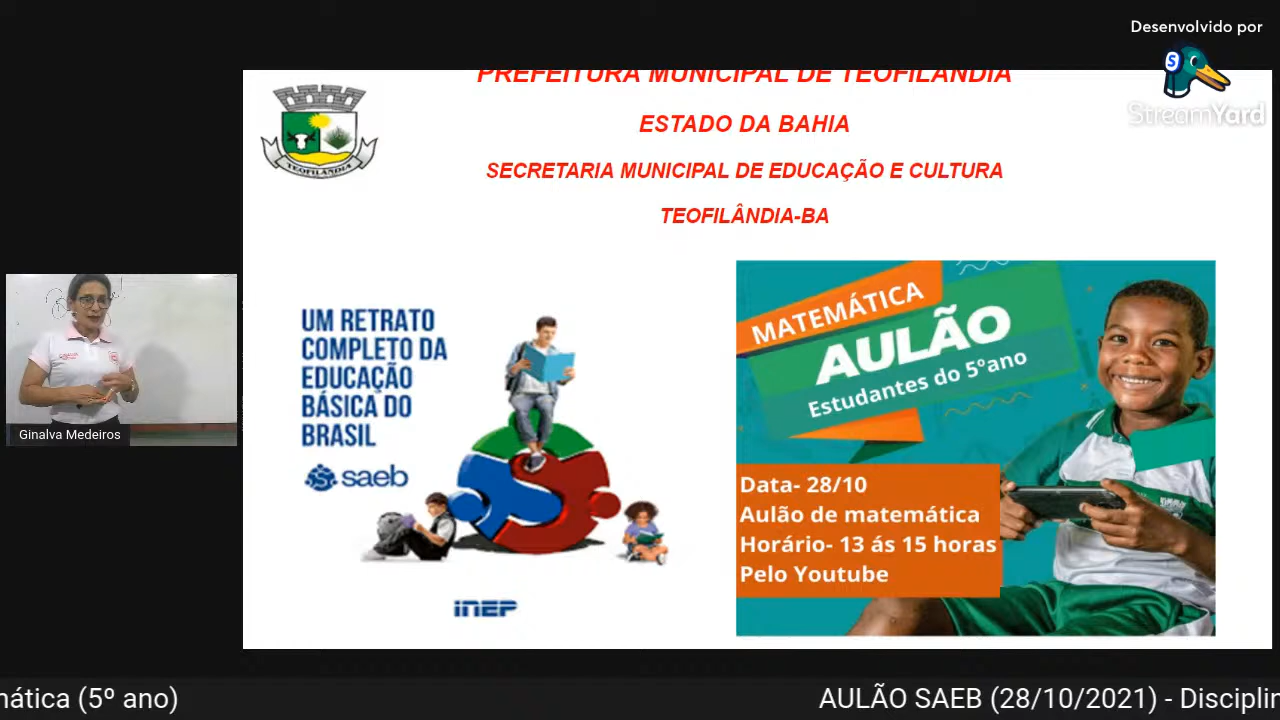 Desenvolvido por
StreamYard
PREFEITURA MUNICIPAL DE TEOFILÂNDIA
ESTADO DA BAHIA
SECRETARIA MUNICIPAL DE EDUCAÇÃO E CULTURA
TEOFILÂNDIA-BA
TEOFILÂNDIA
UM RETRATO
COMPLETO DA
EDUCAÇÃO
BÁSICA DO
BRASIL
saeb
inep
MATEMÁTICA
AULÃO
Estudantes do 5ºano
Data- 28/10
Aulão de matemática
Horário- 13 ás 15 horas
Pelo Youtube
Ginalva Medeiros
nática (5º ano)
AULÃO SAEB (28/10/2021) - Disciplin